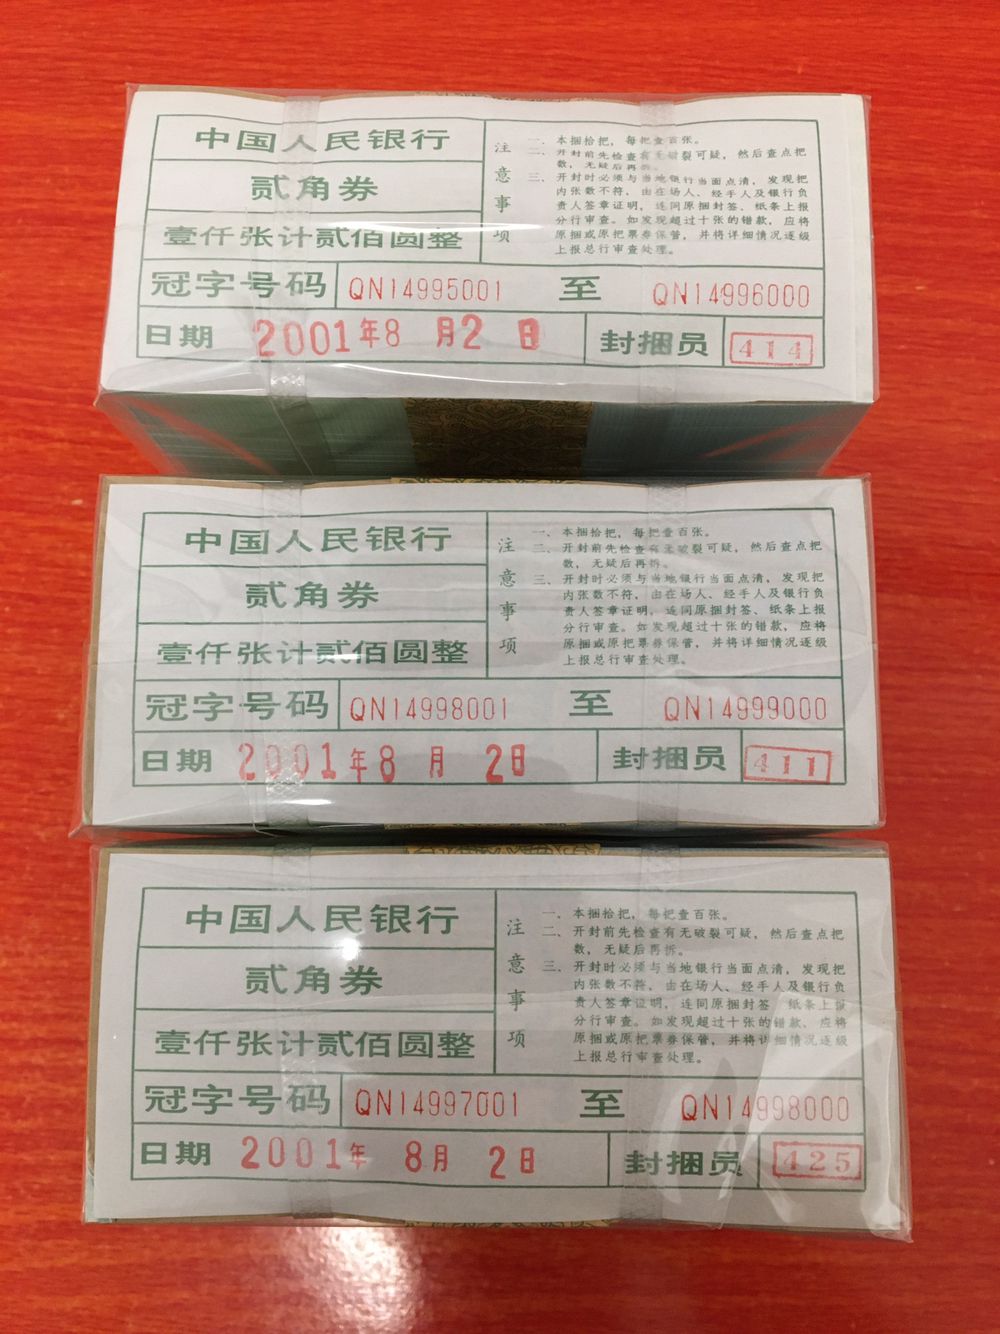 中国人民银行
贰角券
壹仟张计贰佰圆整
注意事项
一、本捆拾把，每把壹百张。
二、开封前先检查有无破裂可疑，然后查点把
数，无疑后再拆。
三、开封时必须与当地银行当面点清，发现把
内张数不符，由在场人、经手人及银行负
责人签章证明，连同原捆封签、纸条上报
分行审查。如发现超过十张的错款，应将
原捆或原把票券保管，并将详细情况逐级
上报总行审查处理。
冠字号码 QN14995001 至 QN14996000
日期 2001年8月2日 封捆员 414
中国人民银行
贰角券
壹仟张计贰佰圆整
注意事项
一、本捆拾把，每把壹百张。
二、开封前先检查有无破裂可疑，然后查点把
数，无疑后再拆。
三、开封时必须与当地银行当面点清，发现把
内张数不符，由在场人、经手人及银行负
责人签章证明，连同原捆封签、纸条上报
分行审查。如发现超过十张的错款，应将
原捆或原把票券保管，并将详细情况逐级
上报总行审查处理。
冠字号码 QN14998001 至 QN14999000
日期 2001年8月2日 封捆员 411
中国人民银行
贰角券
壹仟张计贰佰圆整
注意事项
一、本捆拾把，每把壹百张。
二、开封前先检查有无破裂可疑，然后查点把
数，无疑后再拆。
三、开封时必须与当地银行当面点清，发现把
内张数不符，由在场人、经手人及银行负
责人签章证明，连同原捆封签、纸条上报
分行审查。如发现超过十张的错款，应将
原捆或原把票券保管，并将详细情况逐级
上报总行审查处理。
冠字号码 QN14997001 至 QN14998000
日期 2001年8月2日 封捆员 425